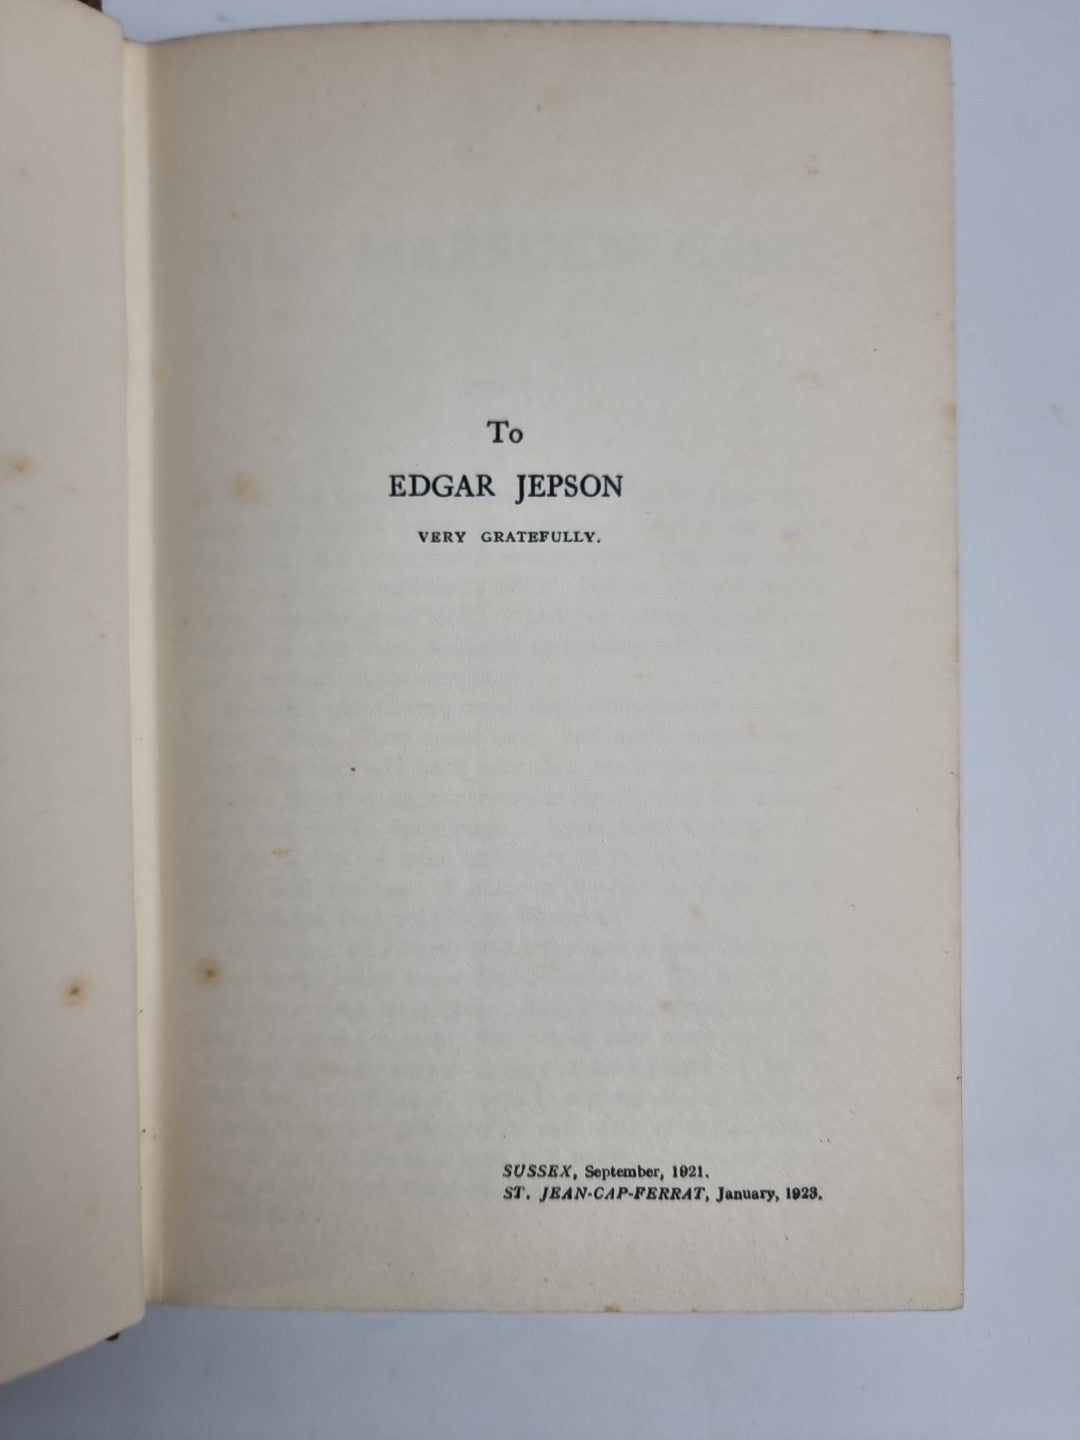 To
EDGAR JEPSON
VERY GRATEFULLY.
SUSSEX, September, 1921.
ST. JEAN-CAP-FERRAT, January, 1923.